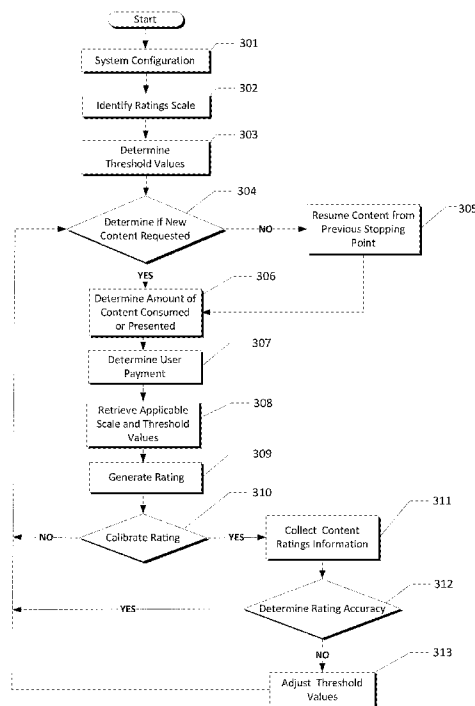 Start
301
System Configuration
302
Identify Ratings Scale
303
Determine
Threshold Values
304
Determine If New
Content Requested
NO
Resume Content from
Previous Stopping
Point
305
YES
306
Determine Amount of
Content Consumed
or Presented
307
Determine User
Payment
308
Retrieve Applicable
Scale and Threshold
Values
309
Generate Rating
310
Calibrate Rating
NO
YES
311
Collect Content
Ratings Information
312
Determine Rating Accuracy
YES
NO
313
Adjust Threshold
Values